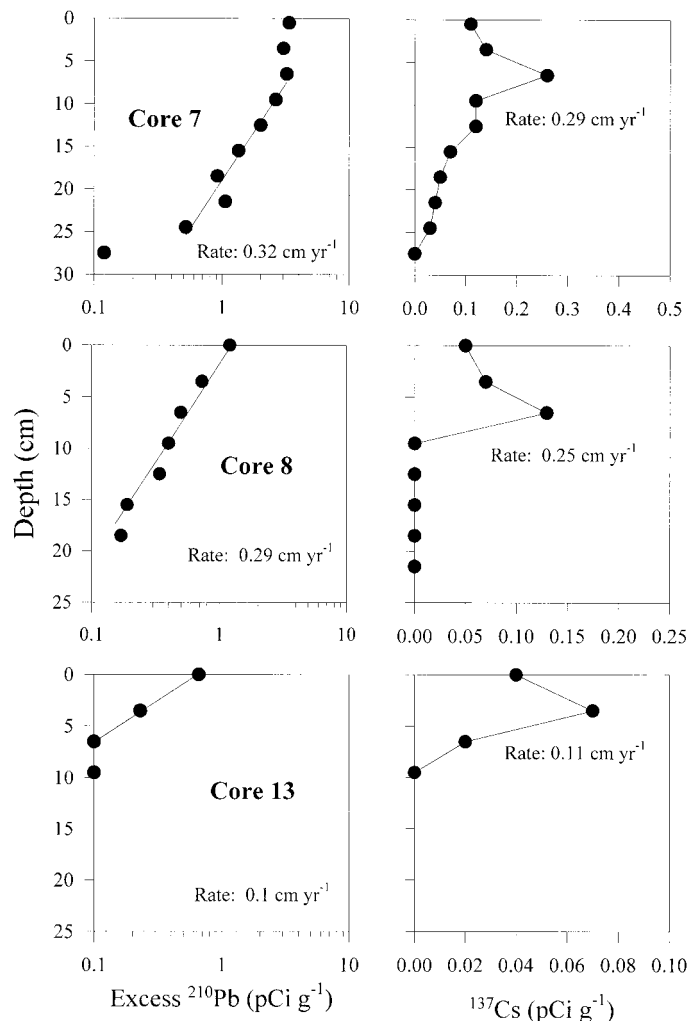 0
5
10
15
20
25
30
Core 7
Rate: 0.32 cm yr⁻¹
0.1 1 10
Rate: 0.29 cm yr⁻¹
0.0 0.1 0.2 0.3 0.4 0.5
Depth (cm)
0
5
10
15
20
25
Core 8
Rate: 0.29 cm yr⁻¹
0.1 1 10
Rate: 0.25 cm yr⁻¹
0.00 0.05 0.10 0.15 0.20 0.25
0
5
10
15
20
25
Core 13
Rate: 0.1 cm yr⁻¹
0.1 1 10
Excess ²¹⁰Pb (pCi g⁻¹)
Rate: 0.11 cm yr⁻¹
0.00 0.02 0.04 0.06 0.08 0.10
¹³⁷Cs (pCi g⁻¹)